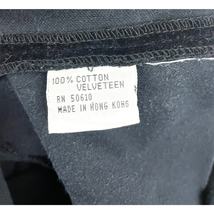 100% COTTON
VELVETEEN
RN 50610
MADE IN HONG KONG